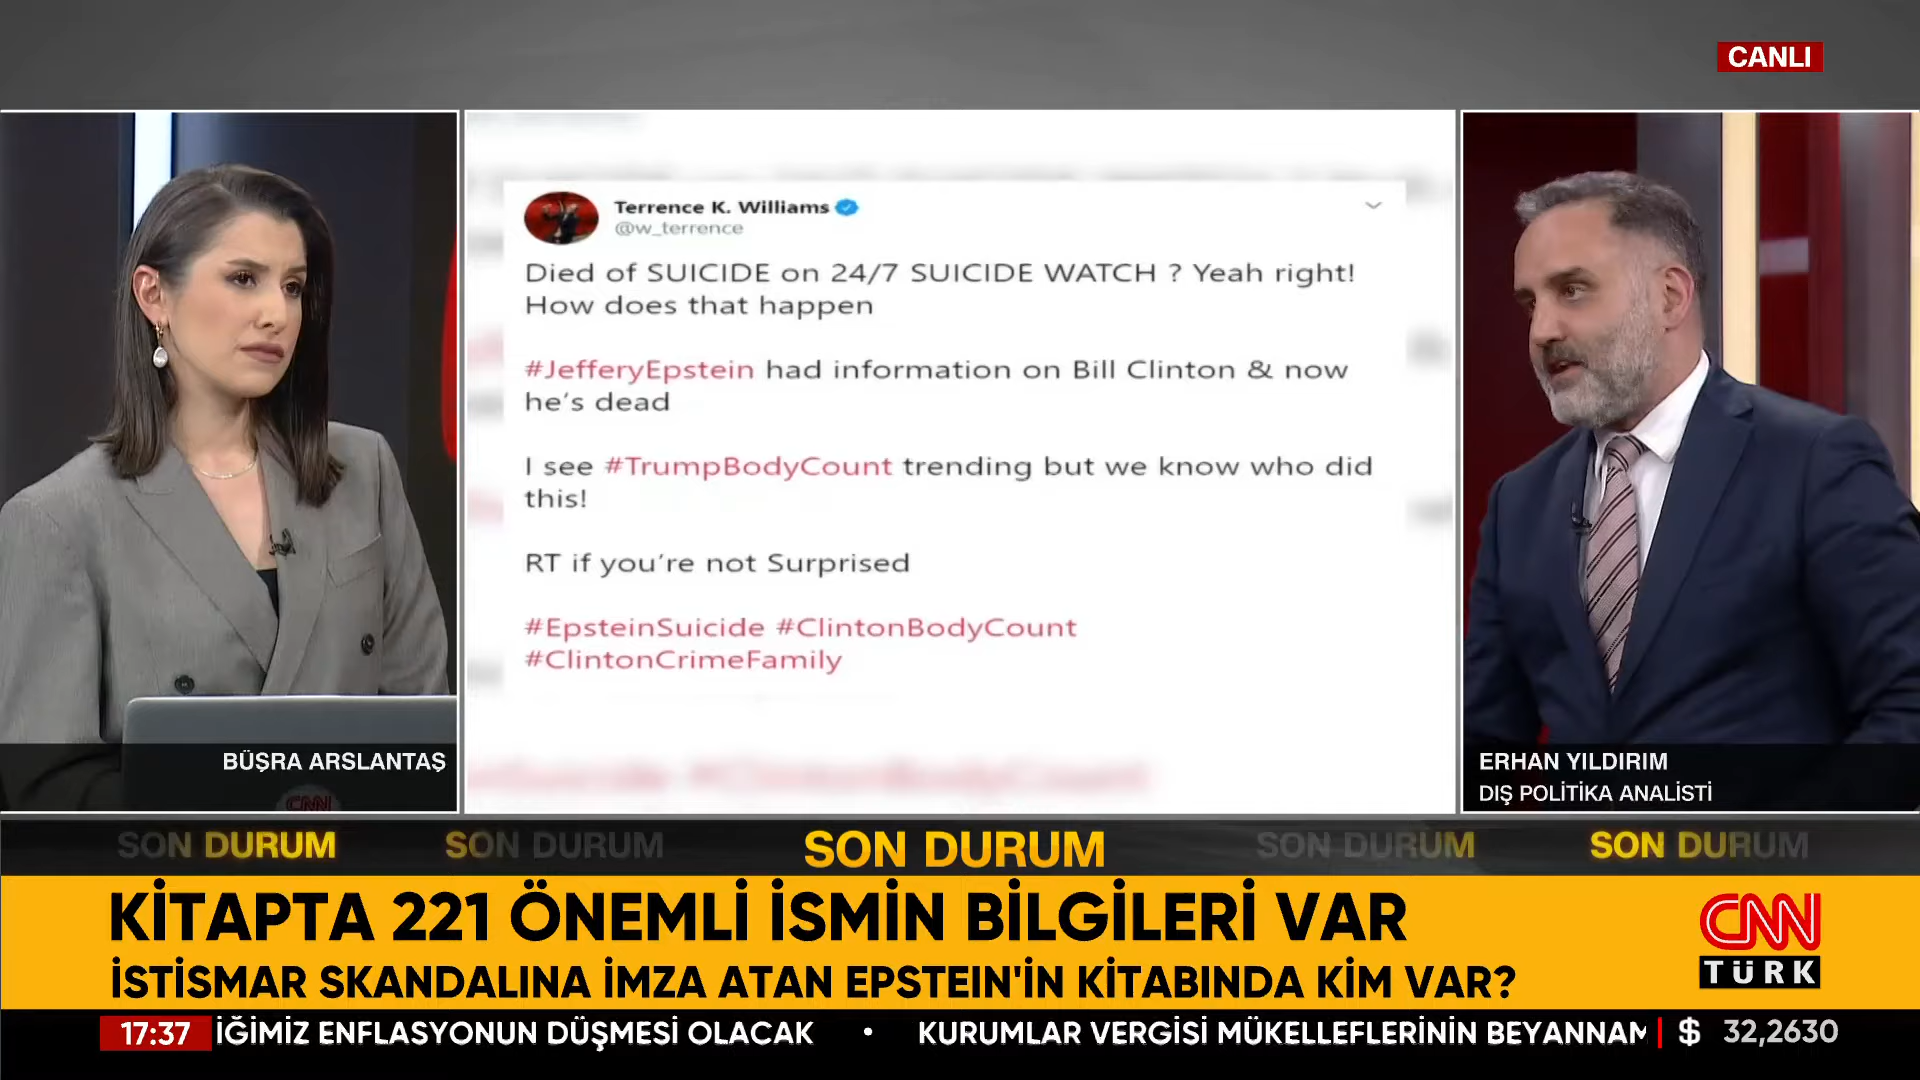 CANLI
Terrence K. Williams
@w_terrence
Died of SUICIDE on 24/7 SUICIDE WATCH ? Yeah right!
How does that happen
#JefferyEpstein had information on Bill Clinton & now
he's dead
I see #TrumpBodyCount trending but we know who did
this!
RT if you're not Surprised
#EpsteinSuicide #ClintonBodyCount
#ClintonCrimeFamily
BÜŞRA ARSLANTAŞ
CNN
ERHAN YILDIRIM
DIŞ POLİTİKA ANALİSTİ
SON DURUM SON DURUM SON DURUM SON DURUM SON DURUM
KİTAPTA 221 ÖNEMLİ İSMİN BİLGİLERİ VAR
İSTİSMAR SKANDALINA İMZA ATAN EPSTEIN'İN KİTABINDA KİM VAR?
CNN
TÜRK
17:37 İĞİMİZ ENFLASYONUN DÜŞMESİ OLACAK • KURUMLAR VERGİSİ MÜKELLEFLERİNİN BEYANNAM $ 32,2630